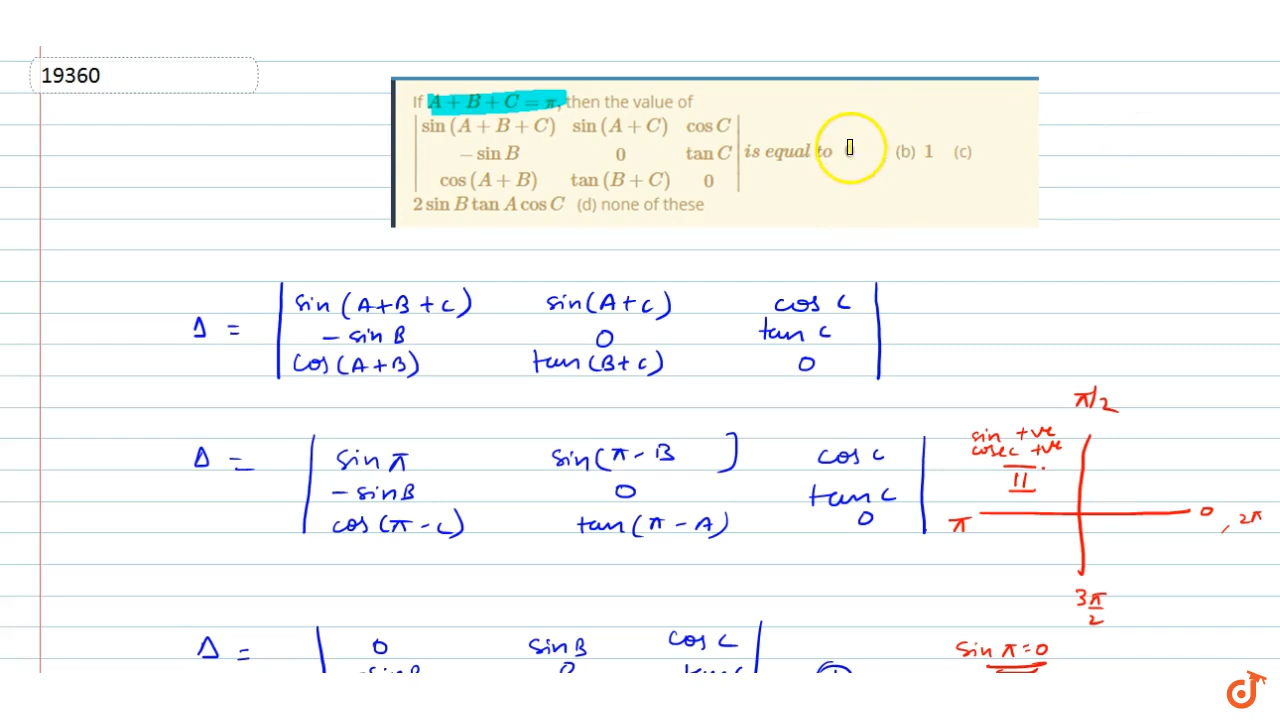 19360
If A + B + C = π, then the value of
| sin (A + B + C) sin (A + C) cos C |
| − sin B 0 tan C | is equal to (b) 1 (c)
| cos (A + B) tan (B + C) 0 |
2 sin B tan A cos C (d) none of these
Δ = | sin (A+B+C) sin(A+C) cos C |
| − sin B 0 tan C |
| cos(A+B) tan(B+C) 0 |
π/2
sin +ve
cosec +ve
II
Δ = | sin π sin(π − B ] cos C |
| − sinB 0 tan C |
| cos(π − C) tan(π − A) 0 |
π 0 , 2π
3π/2
Δ = | 0 sinB cos C |
sin π = 0